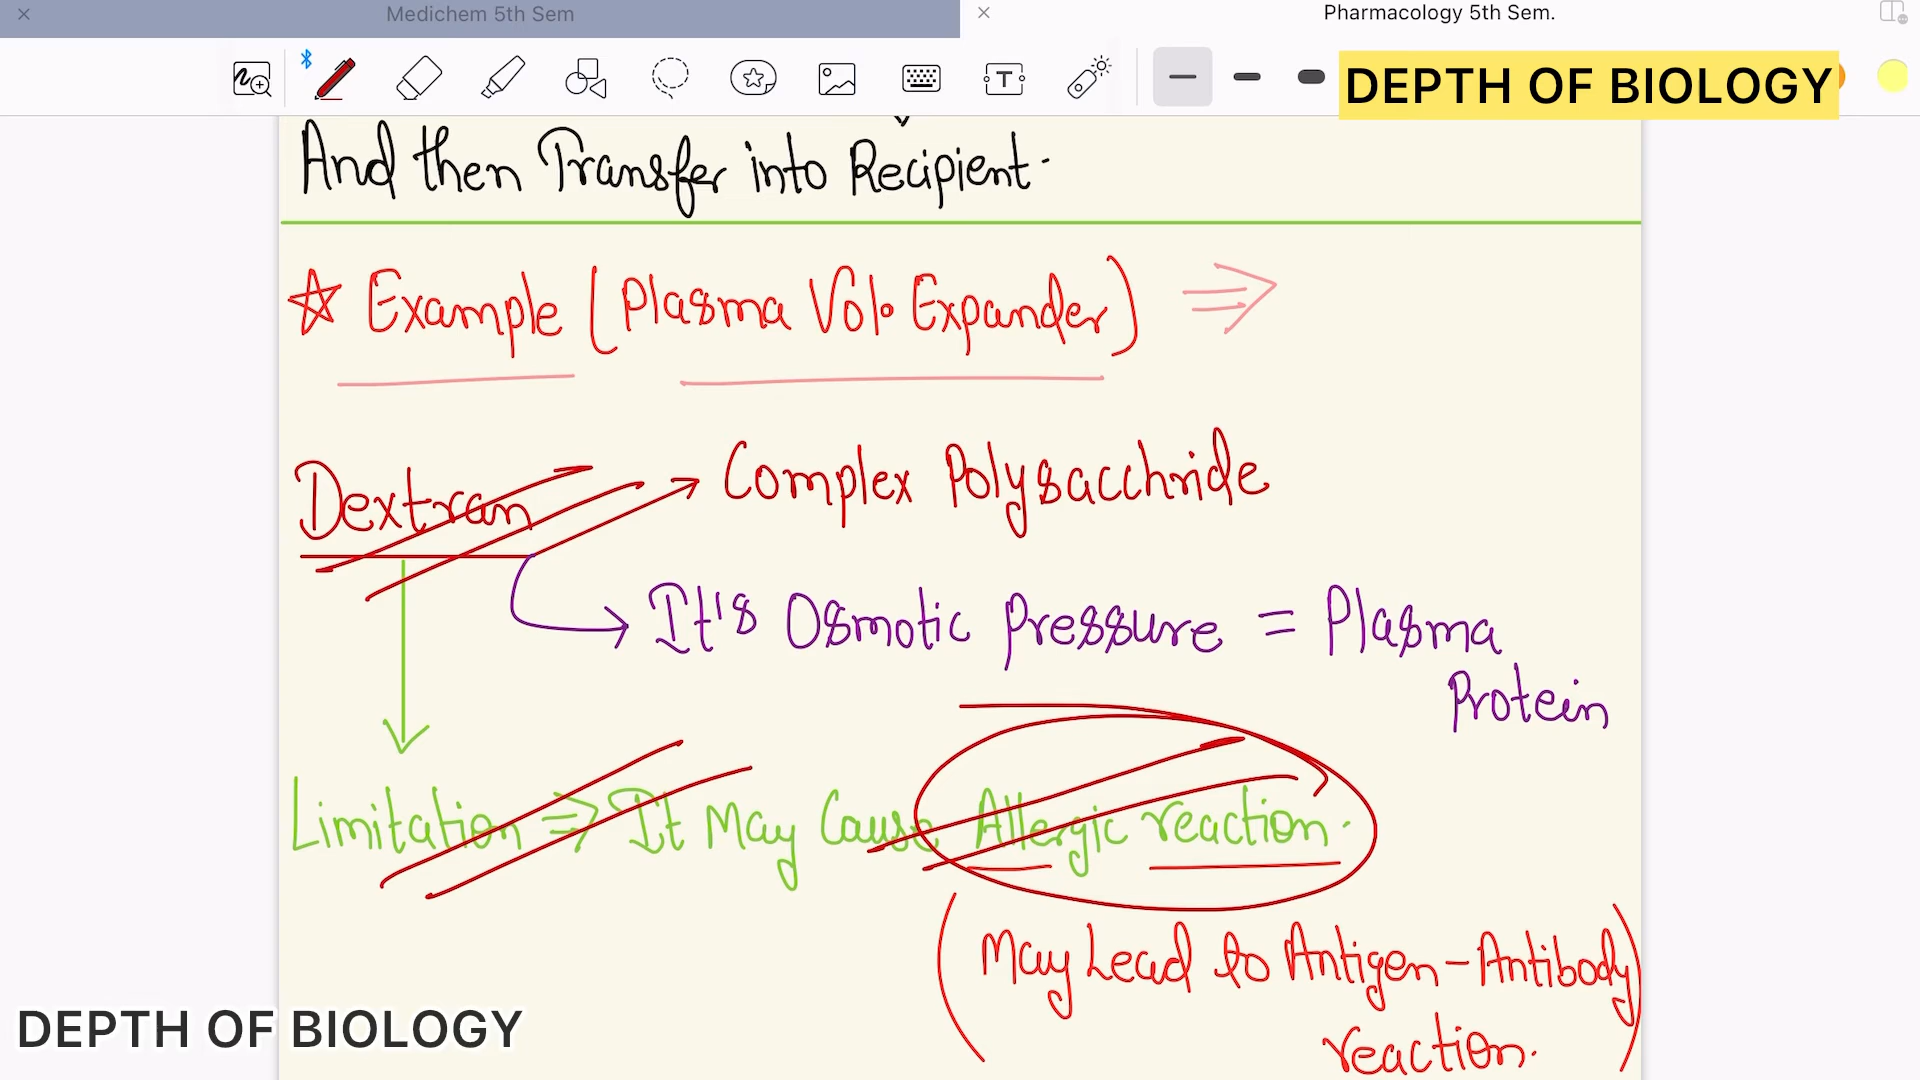 Medichem 5th Sem
Pharmacology 5th Sem.
DEPTH OF BIOLOGY
And then Transfer into Recipient.
Example (Plasma Vol. Expander) ⇒
Dextran → Complex Polysacchride
→ It's Osmotic Pressure = Plasma
Protein
Limitation ⇒ It May Cause Allergic reaction.
(May Lead to Antigen-Antibody
reaction.)
DEPTH OF BIOLOGY